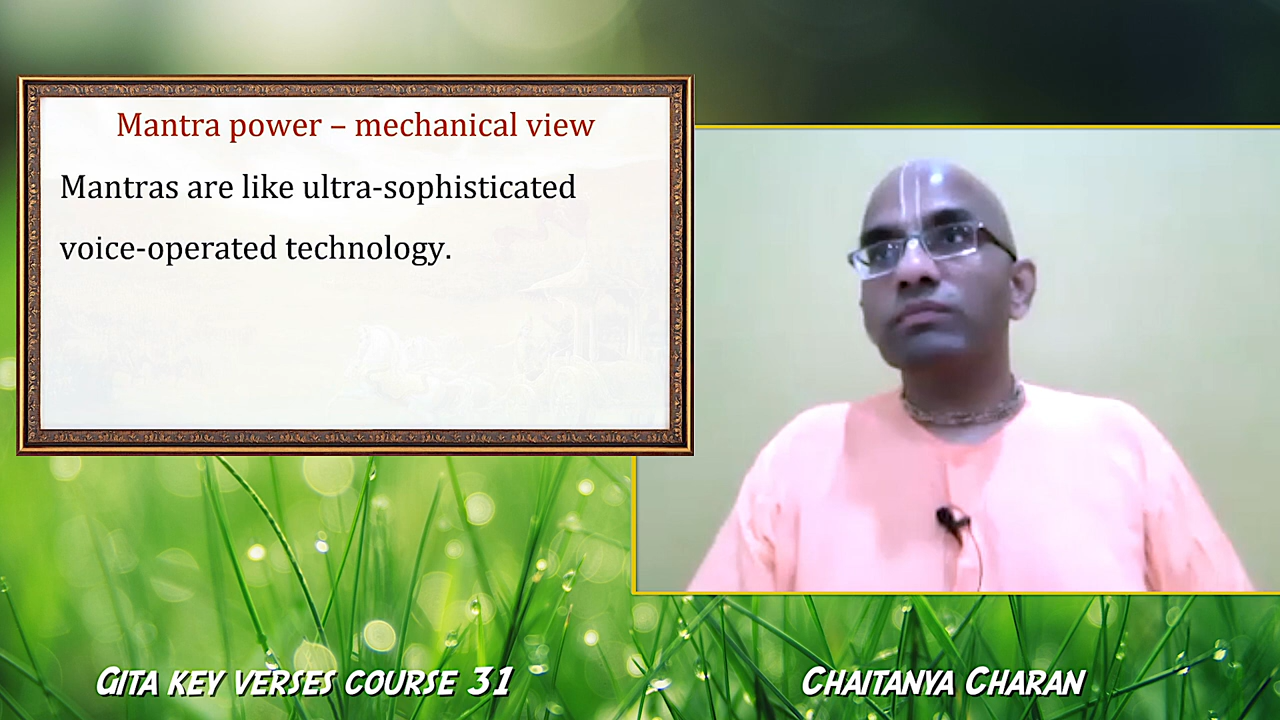 Mantra power – mechanical view
Mantras are like ultra-sophisticated
voice-operated technology.
Gita key verses course 31
Chaitanya Charan